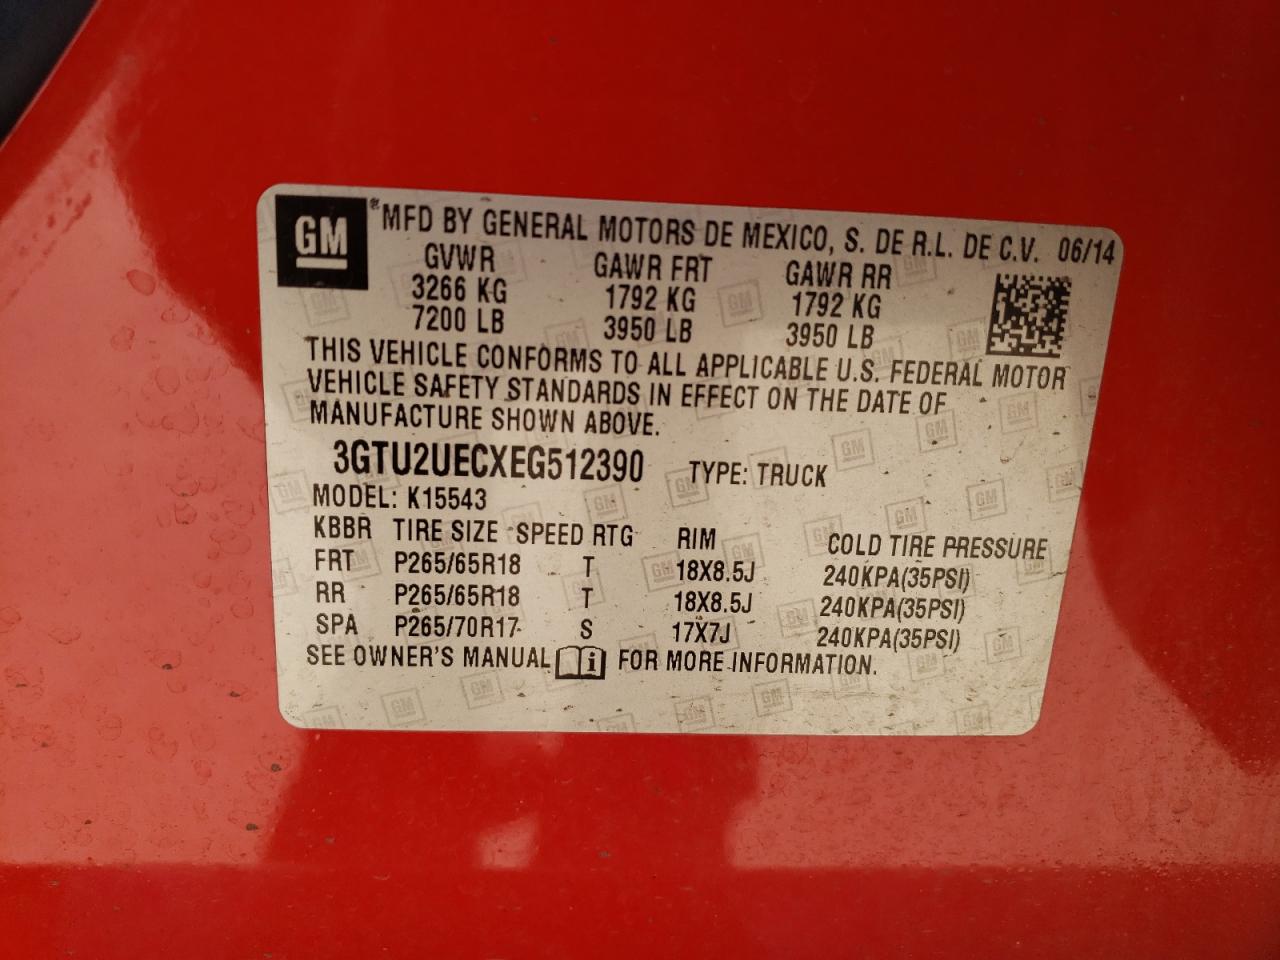 GM ® MFD BY GENERAL MOTORS DE MEXICO, S. DE R.L. DE C.V. 06/14
GVWR GAWR FRT GAWR RR
3266 KG 1792 KG 1792 KG
7200 LB 3950 LB 3950 LB
THIS VEHICLE CONFORMS TO ALL APPLICABLE U.S. FEDERAL MOTOR
VEHICLE SAFETY STANDARDS IN EFFECT ON THE DATE OF
MANUFACTURE SHOWN ABOVE.
3GTU2UECXEG512390 TYPE: TRUCK
MODEL: K15543
KBBR TIRE SIZE SPEED RTG RIM COLD TIRE PRESSURE
FRT P265/65R18 T 18X8.5J 240KPA(35PSI)
RR P265/65R18 T 18X8.5J 240KPA(35PSI)
SPA P265/70R17 S 17X7J 240KPA(35PSI)
SEE OWNER'S MANUAL i FOR MORE INFORMATION.